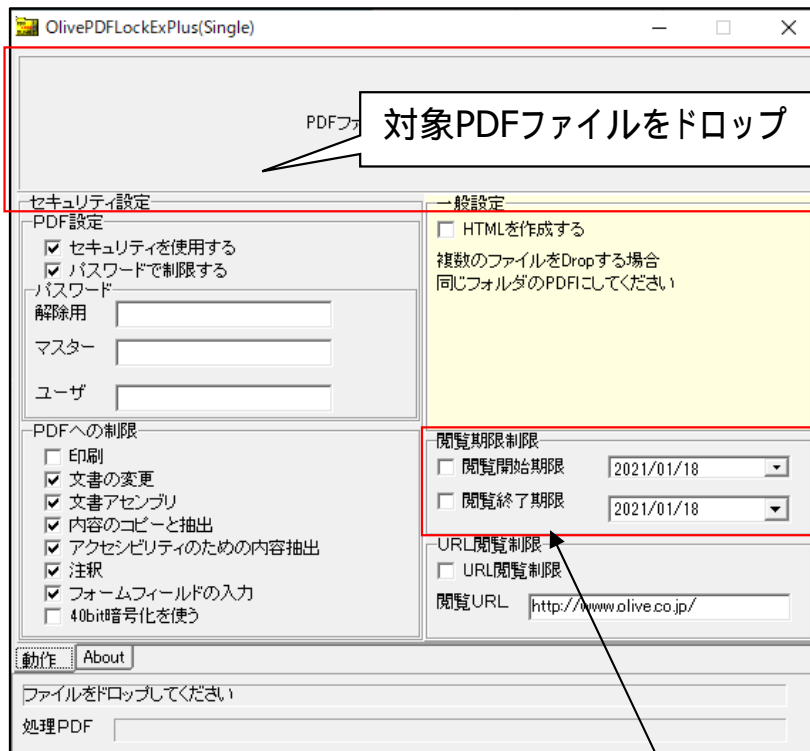 OlivePDFLockExPlus(Single)
PDFファ
対象PDFファイルをドロップ
セキュリティ設定
PDF設定
セキュリティを使用する
パスワードで制限する
パスワード
解除用
マスター
ユーザ
PDFへの制限
印刷
文書の変更
文書アセンブリ
内容のコピーと抽出
アクセシビリティのための内容抽出
注釈
フォームフィールドの入力
40bit暗号化を使う
一般設定
HTMLを作成する
複数のファイルをDropする場合
同じフォルダのPDFにしてください
閲覧期限制限
閲覧開始期限 2021/01/18
閲覧終了期限 2021/01/18
URL閲覧制限
URL閲覧制限
閲覧URL http://www.olive.co.jp/
動作 About
ファイルをドロップしてください
処理PDF